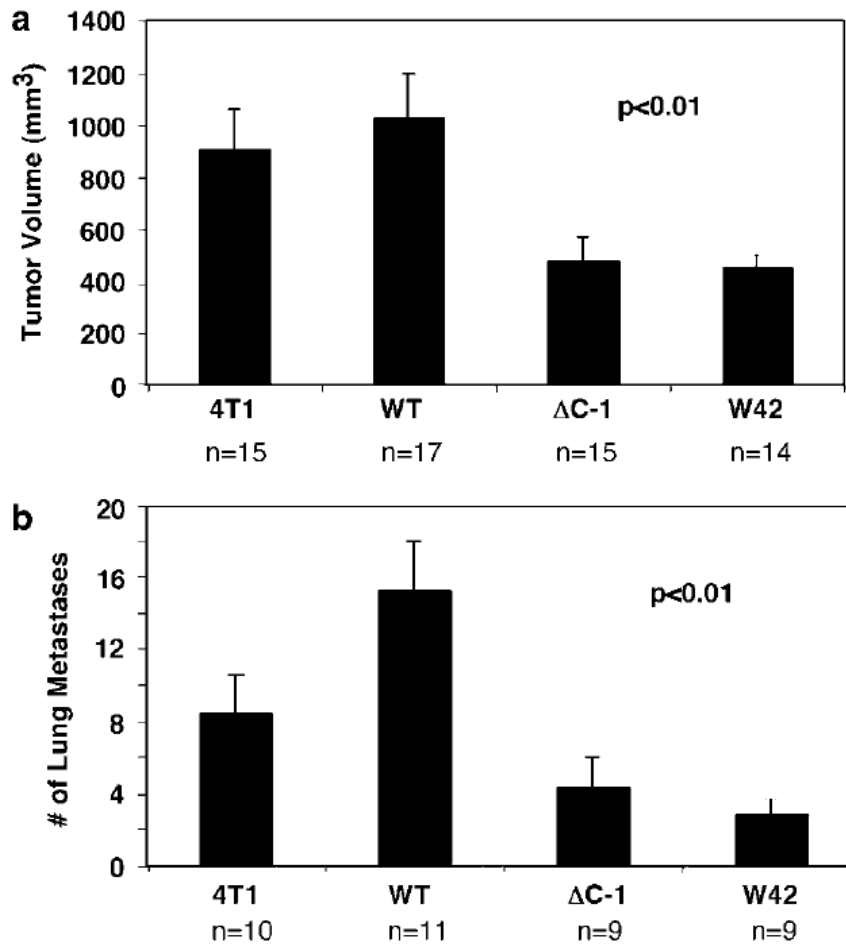 a
Tumor Volume (mm³)
1400
1200
1000
800
600
400
200
0
p<0.01
4T1 WT ΔC-1 W42
n=15 n=17 n=15 n=14
b
# of Lung Metastases
20
16
12
8
4
0
p<0.01
4T1 WT ΔC-1 W42
n=10 n=11 n=9 n=9